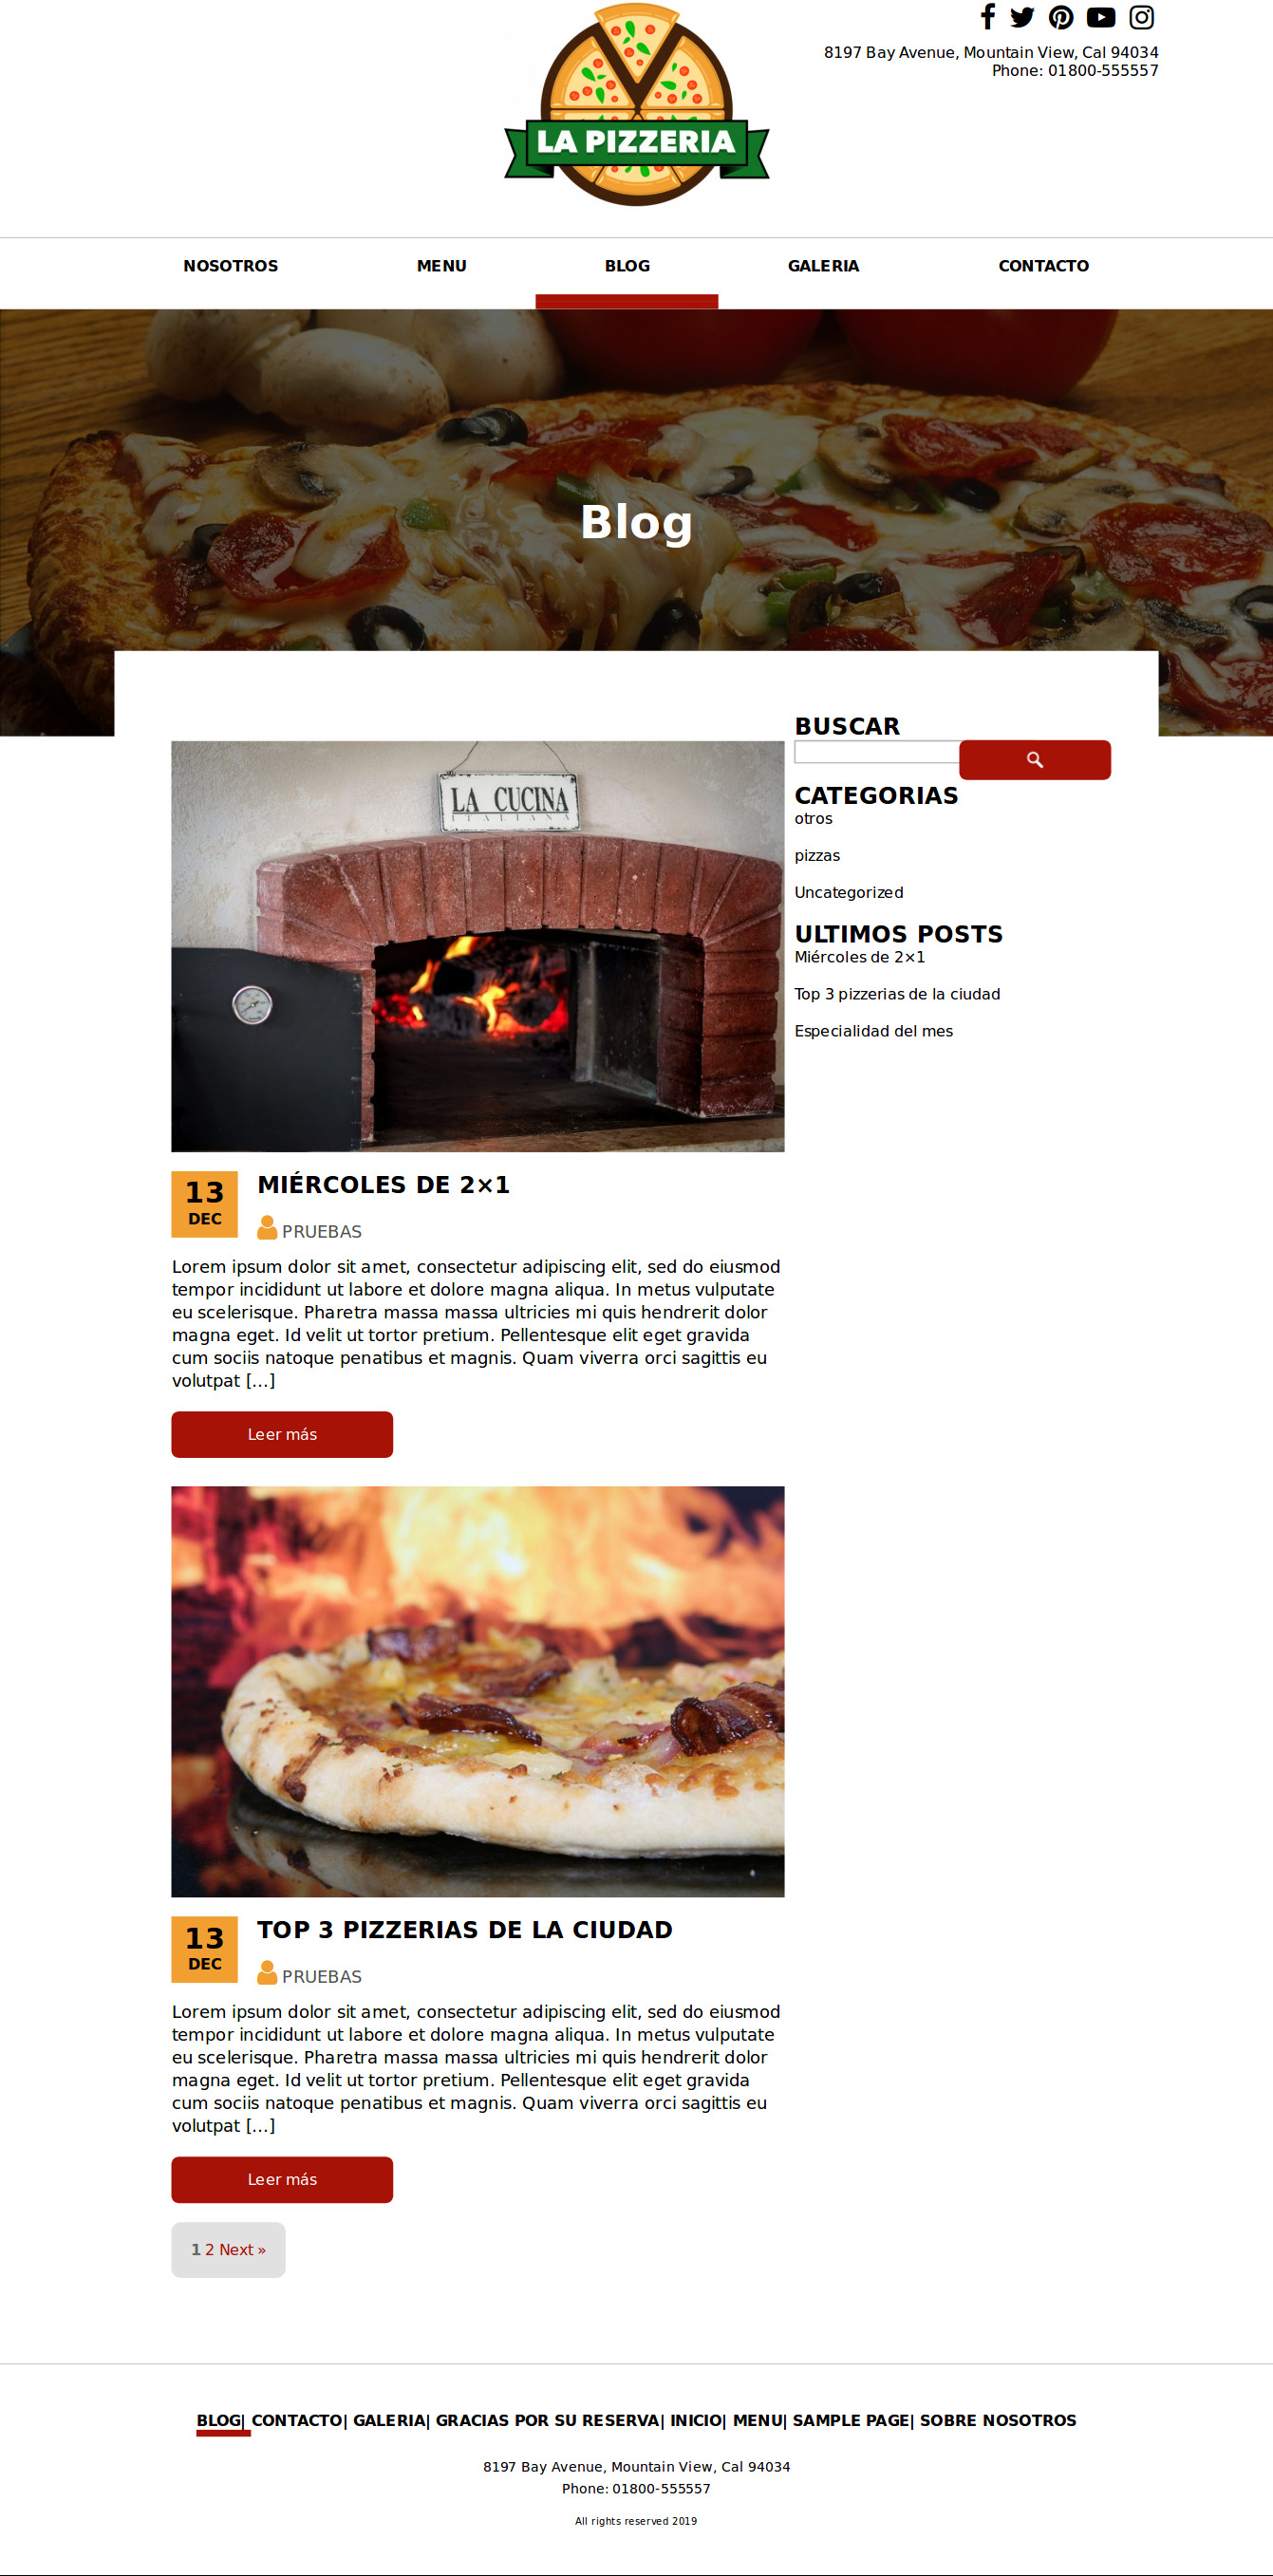 8197 Bay Avenue, Mountain View, Cal 94034
Phone: 01800-555557
LA PIZZERIA
NOSOTROS MENU BLOG GALERIA CONTACTO
Blog
LA CUCINA
ITALIANA
MIÉRCOLES DE 2×1
13
DEC
PRUEBAS
Lorem ipsum dolor sit amet, consectetur adipiscing elit, sed do eiusmod
tempor incididunt ut labore et dolore magna aliqua. In metus vulputate
eu scelerisque. Pharetra massa massa ultricies mi quis hendrerit dolor
magna eget. Id velit ut tortor pretium. Pellentesque elit eget gravida
cum sociis natoque penatibus et magnis. Quam viverra orci sagittis eu
volutpat […]
Leer más
TOP 3 PIZZERIAS DE LA CIUDAD
13
DEC
PRUEBAS
Lorem ipsum dolor sit amet, consectetur adipiscing elit, sed do eiusmod
tempor incididunt ut labore et dolore magna aliqua. In metus vulputate
eu scelerisque. Pharetra massa massa ultricies mi quis hendrerit dolor
magna eget. Id velit ut tortor pretium. Pellentesque elit eget gravida
cum sociis natoque penatibus et magnis. Quam viverra orci sagittis eu
volutpat […]
Leer más
1 2 Next »
BUSCAR
CATEGORIAS
otros
pizzas
Uncategorized
ULTIMOS POSTS
Miércoles de 2×1
Top 3 pizzerias de la ciudad
Especialidad del mes
BLOG| CONTACTO| GALERIA| GRACIAS POR SU RESERVA| INICIO| MENU| SAMPLE PAGE| SOBRE NOSOTROS
8197 Bay Avenue, Mountain View, Cal 94034
Phone: 01800-555557
All rights reserved 2019